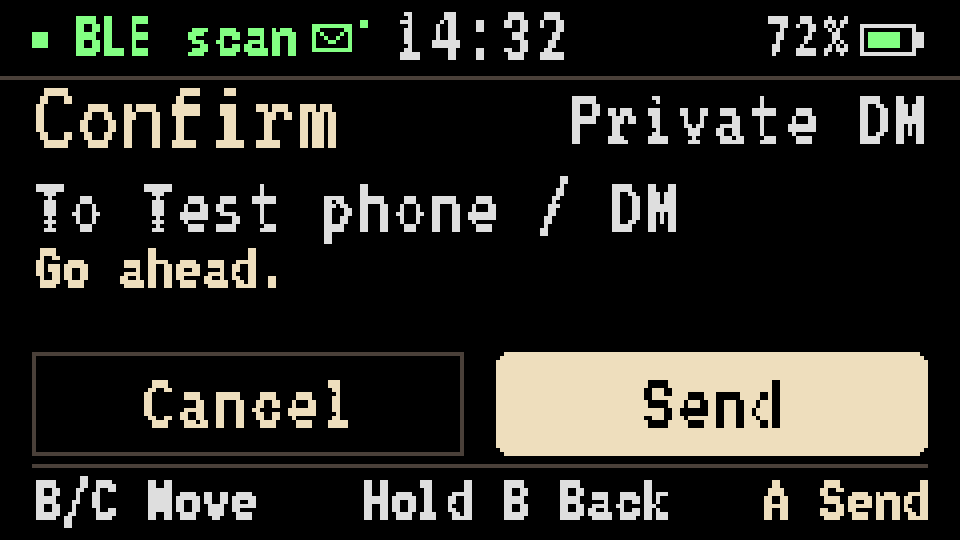 BLE scan 14:32 72%
Confirm Private DM
To Test phone / DM
Go ahead.
Cancel Send
B/C Move Hold B Back A Send